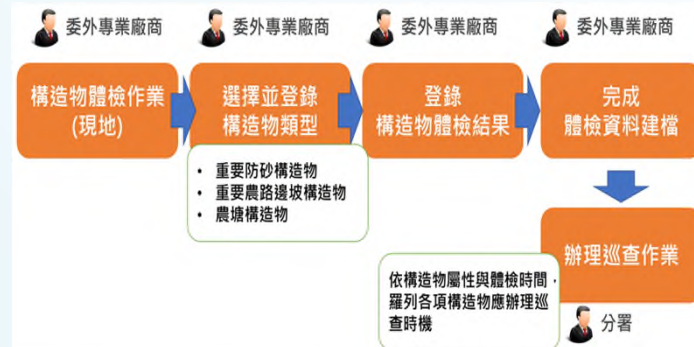 委外專業廠商
委外專業廠商
委外專業廠商
委外專業廠商
構造物體檢作業
(現地)
選擇並登錄
構造物類型
登錄
構造物體檢結果
完成
體檢資料建檔
• 重要防砂構造物
• 重要農路邊坡構造物
• 農塘構造物
辦理巡查作業
依構造物屬性與體檢時間，
羅列各項構造物應辦理巡
查時機
分署